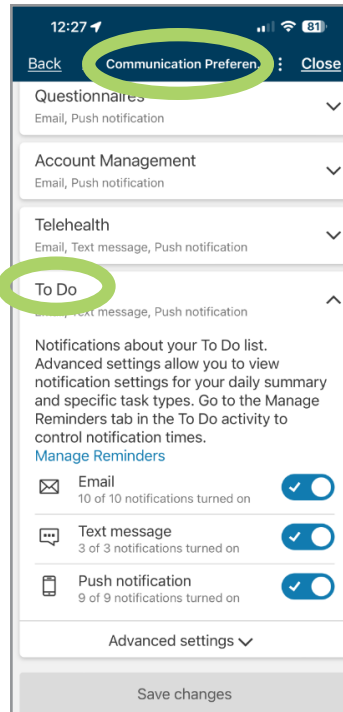 12:27
81
Back
Communication Preferen.
Close
Questionnaires
Email, Push notification
Account Management
Email, Push notification
Telehealth
Email, Text message, Push notification
To Do
Email, Text message, Push notification
Notifications about your To Do list.
Advanced settings allow you to view
notification settings for your daily summary
and specific task types. Go to the Manage
Reminders tab in the To Do activity to
control notification times.
Manage Reminders
Email
10 of 10 notifications turned on
Text message
3 of 3 notifications turned on
Push notification
9 of 9 notifications turned on
Advanced settings
Save changes